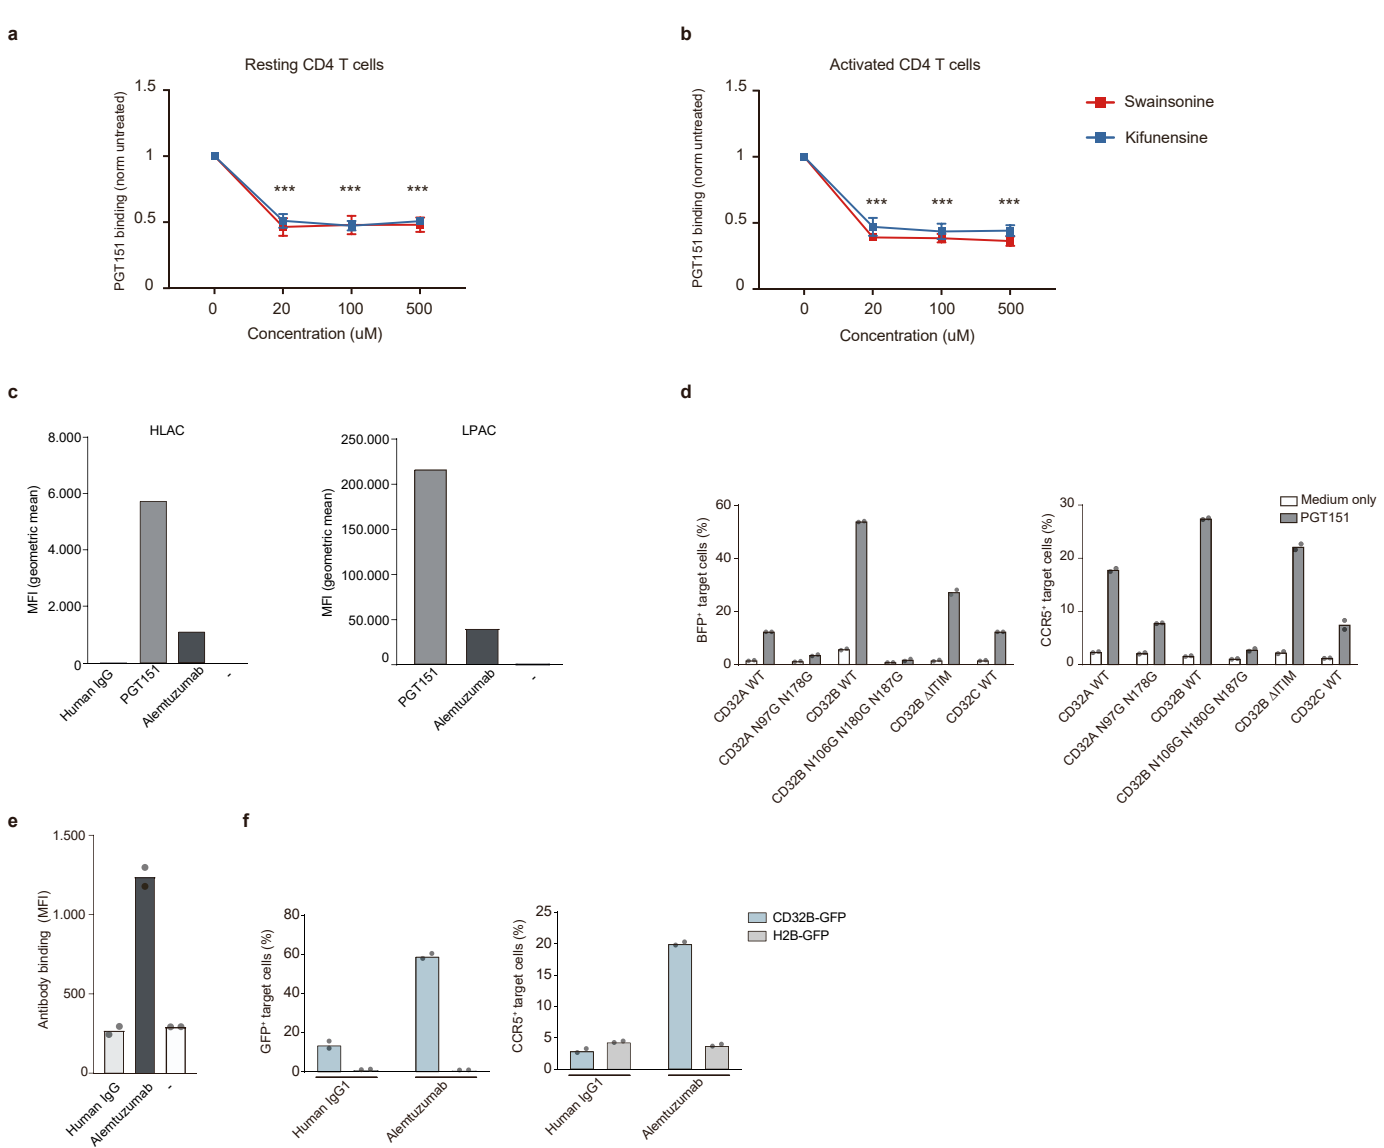 a
Resting CD4 T cells
PGT151 binding (norm untreated)
1.5
1
0.5
0
***
***
***
0
20
100
500
Concentration (uM)
b
Activated CD4 T cells
PGT151 binding (norm untreated)
1.5
1
0.5
0
***
***
***
0
20
100
500
Concentration (uM)
Swainsonine
Kifunensine
c
HLAC
MFI (geometric mean)
8.000
6.000
4.000
2.000
0
Human IgG
PGT151
Alemtuzumab
-
LPAC
MFI (geometric mean)
250.000
200.000
150.000
100.000
50.000
0
PGT151
Alemtuzumab
-
d
BFP⁺ target cells (%)
60
40
20
0
CD32A WT
CD32A N97G N178G
CD32B WT
CD32B N106G N180G N187G
CD32B ΔITIM
CD32C WT
CCR5⁺ target cells (%)
30
20
10
0
CD32A WT
CD32A N97G N178G
CD32B WT
CD32B N106G N180G N187G
CD32B ΔITIM
CD32C WT
Medium only
PGT151
e
Antibody binding (MFI)
1.500
1.000
500
0
Human IgG
Alemtuzumab
-
f
GFP⁺ target cells (%)
80
60
40
20
0
Human IgG1
Alemtuzumab
CCR5⁺ target cells (%)
25
20
15
10
5
0
Human IgG1
Alemtuzumab
CD32B-GFP
H2B-GFP